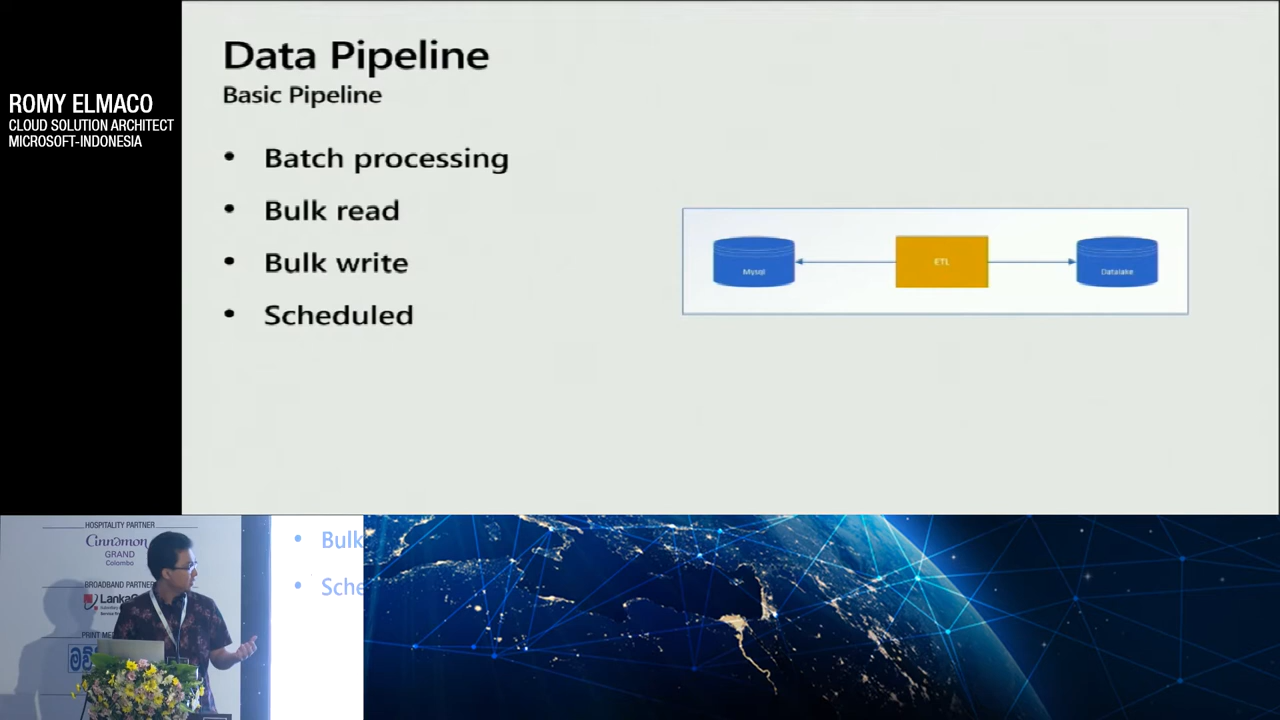 ROMY ELMACO
CLOUD SOLUTION ARCHITECT
MICROSOFT-INDONESIA
Data Pipeline
Basic Pipeline
• Batch processing
• Bulk read
• Bulk write
• Scheduled
Mysql
ETL
Datalake
HOSPITALITY PARTNER
Cinnamon
GRAND
Colombo
BROADBAND PARTNER
PRINT ME
• Bulk
• Sche